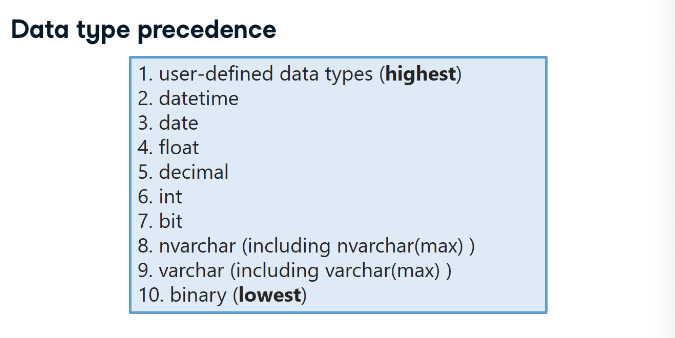 Data type precedence
1. user-defined data types (highest)
2. datetime
3. date
4. float
5. decimal
6. int
7. bit
8. nvarchar (including nvarchar(max) )
9. varchar (including varchar(max) )
10. binary (lowest)